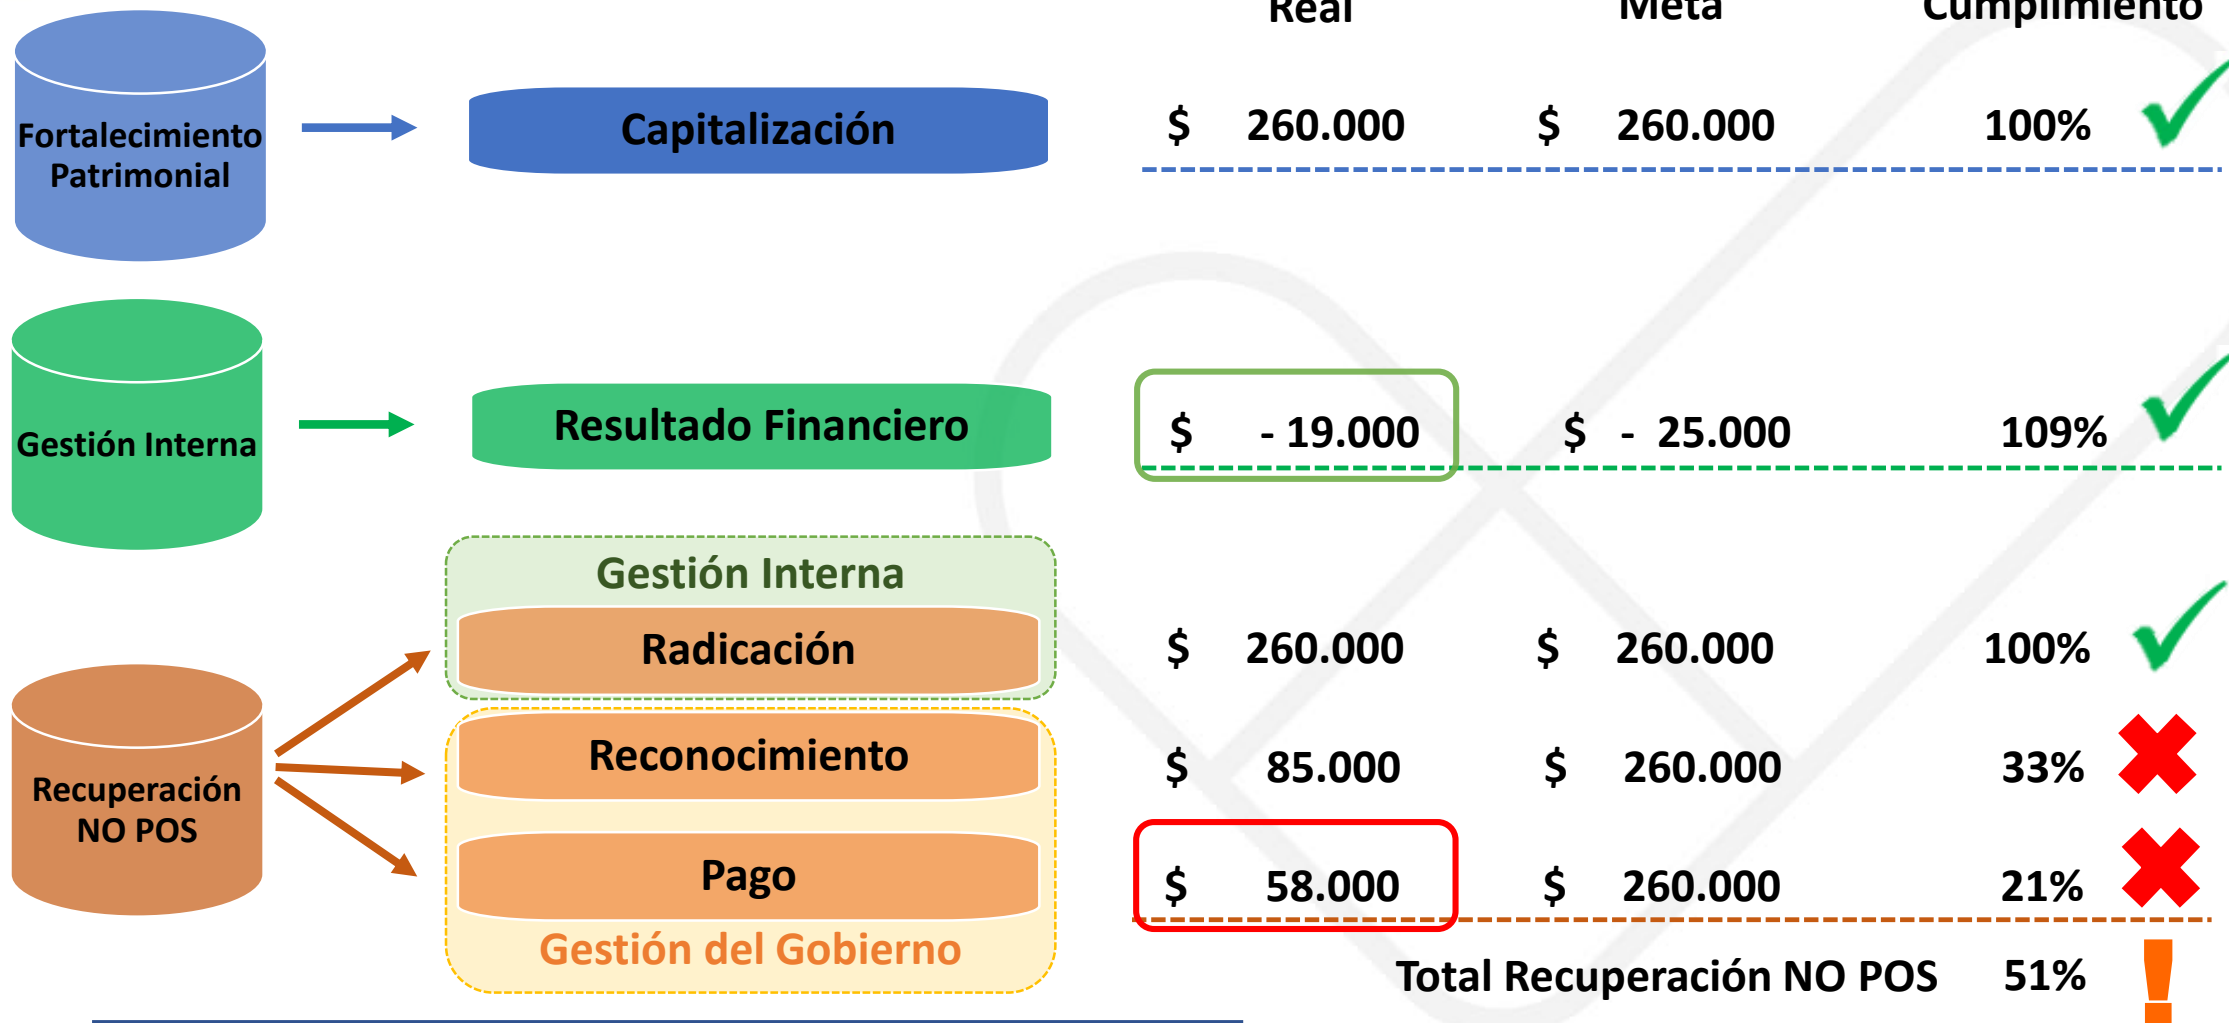 Real Meta Cumplimiento
Fortalecimiento
Patrimonial
Capitalización
$ 260.000 $ 260.000 100%
Gestión Interna
Resultado Financiero
$ - 19.000 $ - 25.000 109%
Recuperación
NO POS
Gestión Interna
Radicación
$ 260.000 $ 260.000 100%
Reconocimiento
$ 85.000 $ 260.000 33%
Pago
$ 58.000 $ 260.000 21%
Gestión del Gobierno
Total Recuperación NO POS 51%